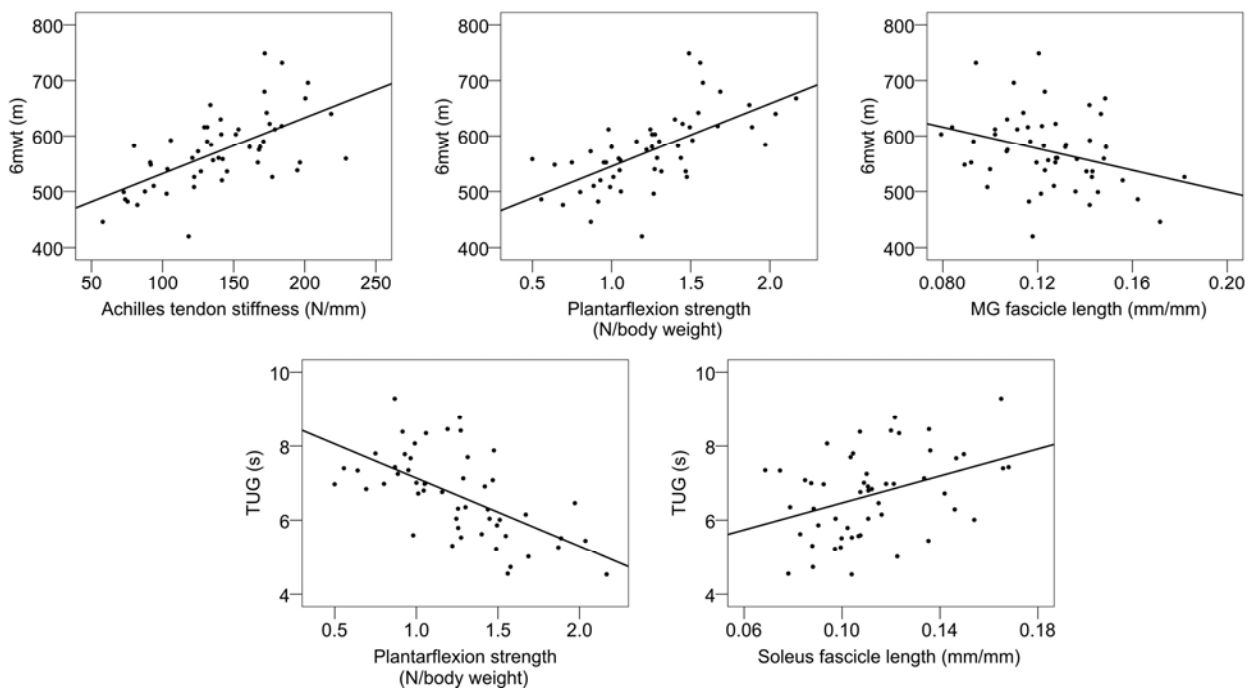 800
700
600
500
400
6mwt (m)
50 100 150 200 250
Achilles tendon stiffness (N/mm)
800
700
600
500
400
6mwt (m)
0.5 1.0 1.5 2.0
Plantarflexion strength
(N/body weight)
800
700
600
500
400
6mwt (m)
0.080 0.120 0.16 0.20
MG fascicle length (mm/mm)
10
8
6
4
TUG (s)
0.5 1.0 1.5 2.0
Plantarflexion strength
(N/body weight)
10
8
6
4
TUG (s)
0.06 0.10 0.14 0.18
Soleus fascicle length (mm/mm)